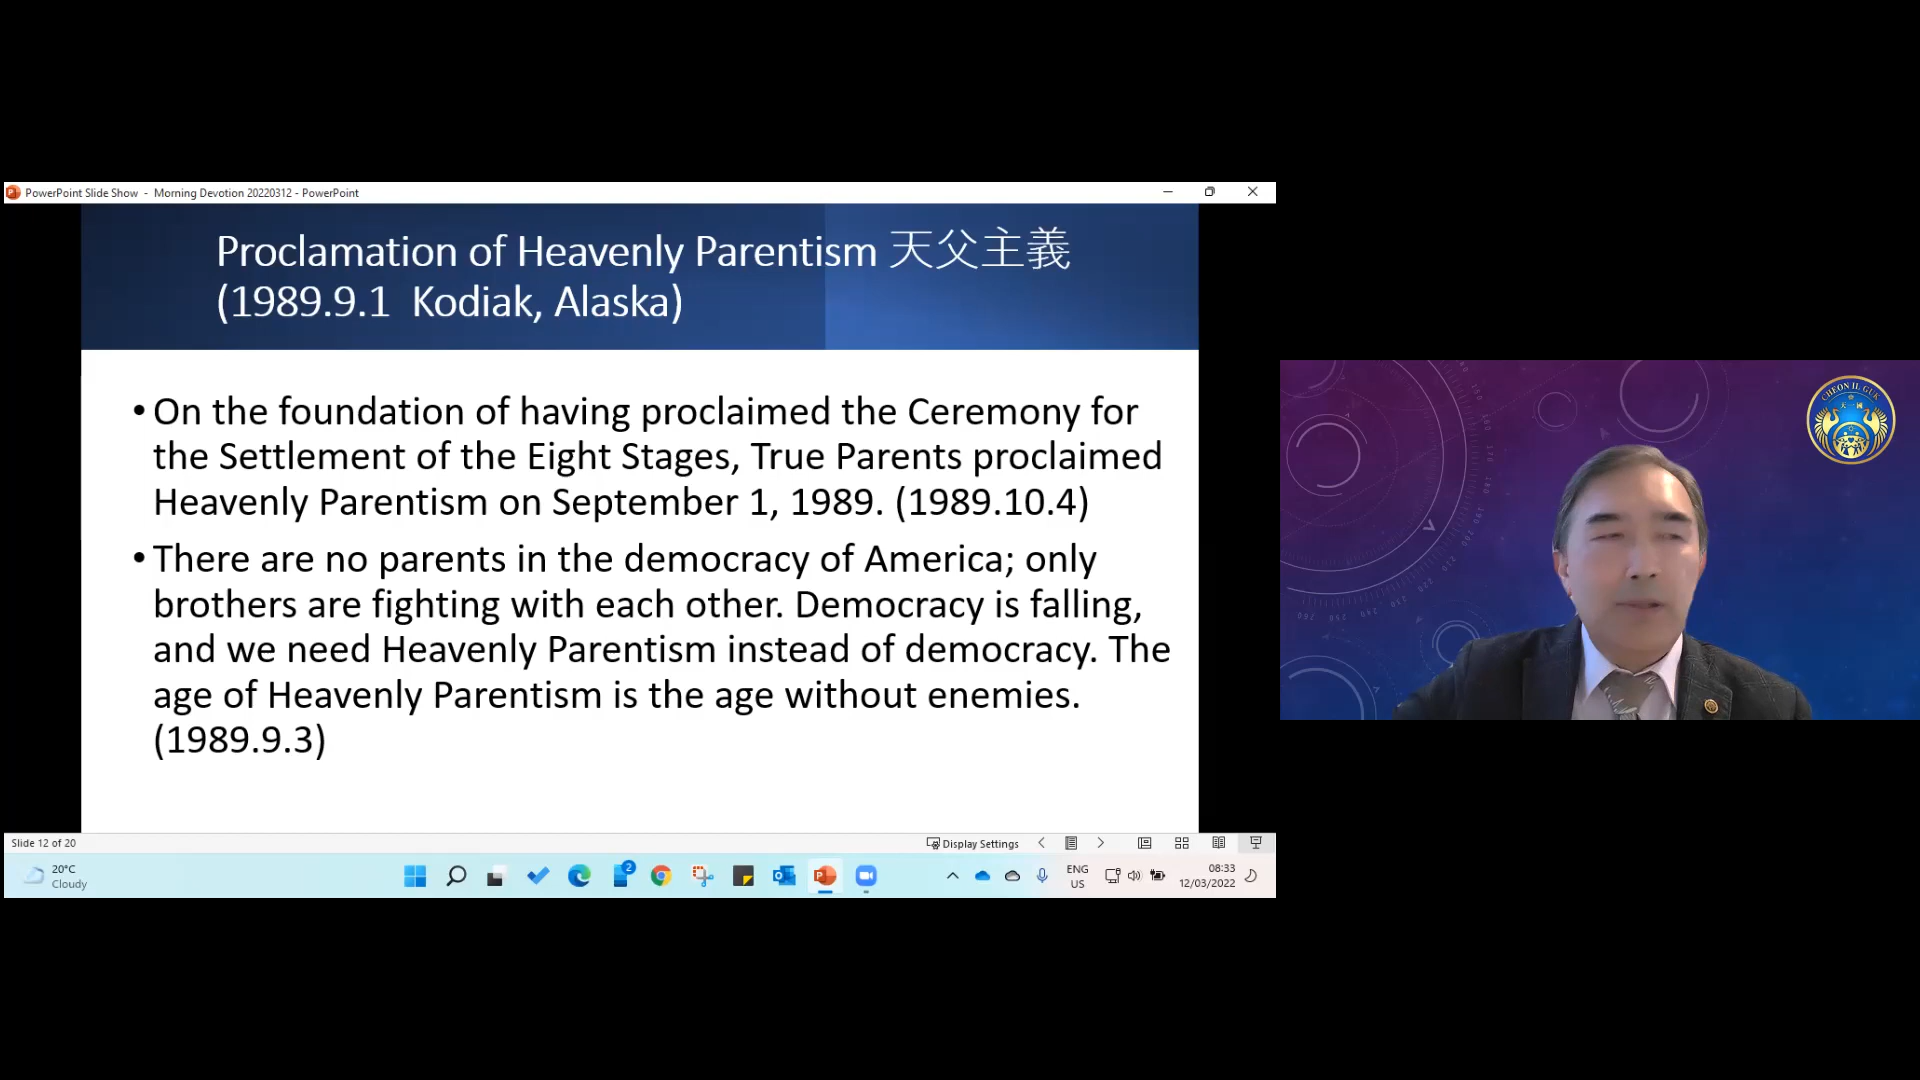 PowerPoint Slide Show - Morning Devotion 20220312 - PowerPoint
Proclamation of Heavenly Parentism 天父主義
(1989.9.1 Kodiak, Alaska)
•On the foundation of having proclaimed the Ceremony for
the Settlement of the Eight Stages, True Parents proclaimed
Heavenly Parentism on September 1, 1989. (1989.10.4)
•There are no parents in the democracy of America; only
brothers are fighting with each other. Democracy is falling,
and we need Heavenly Parentism instead of democracy. The
age of Heavenly Parentism is the age without enemies.
(1989.9.3)
CHEON IL GUK
Slide 12 of 20
Display Settings
20°C
Cloudy
2
ENG
US
08:33
12/03/2022